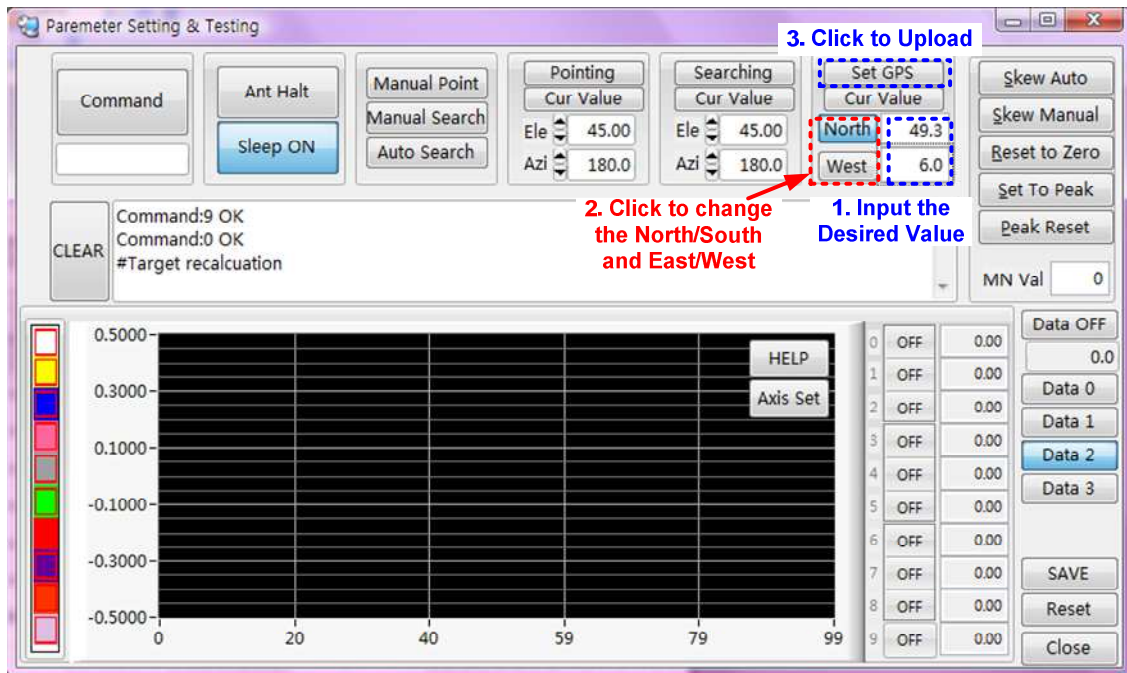 Paremeter Setting & Testing
3. Click to Upload
Command
Ant Halt
Sleep ON
Manual Point
Manual Search
Auto Search
Pointing
Cur Value
Ele 45.00
Azi 180.0
Searching
Cur Value
Ele 45.00
Azi 180.0
Set GPS
Cur Value
North 49.3
West 6.0
Skew Auto
Skew Manual
Reset to Zero
Set To Peak
Peak Reset
MN Val 0
2. Click to change
the North/South
and East/West
1. Input the
Desired Value
CLEAR
Command:9 OK
Command:0 OK
#Target recalcuation
0.5000
0.3000
0.1000
-0.1000
-0.3000
-0.5000
0 20 40 59 79 99
HELP
Axis Set
0 OFF 0.00
1 OFF 0.00
2 OFF 0.00
3 OFF 0.00
4 OFF 0.00
5 OFF 0.00
6 OFF 0.00
7 OFF 0.00
8 OFF 0.00
9 OFF 0.00
Data OFF
0.0
Data 0
Data 1
Data 2
Data 3
SAVE
Reset
Close